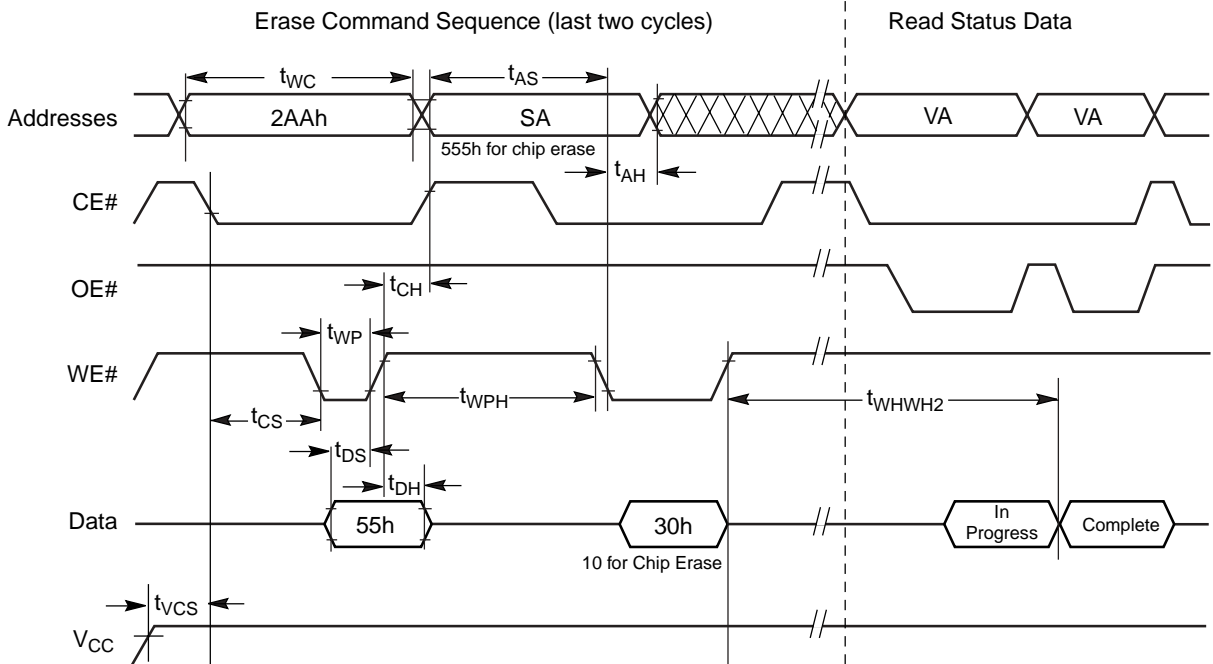 Erase Command Sequence (last two cycles)
Read Status Data
tWC
tAS
Addresses
2AAh
SA
VA
VA
555h for chip erase
tAH
CE#
OE#
tCH
tWP
WE#
tWPH
tWHWH2
tCS
tDS
tDH
Data
55h
30h
In
Progress
Complete
10 for Chip Erase
tVCS
VCC